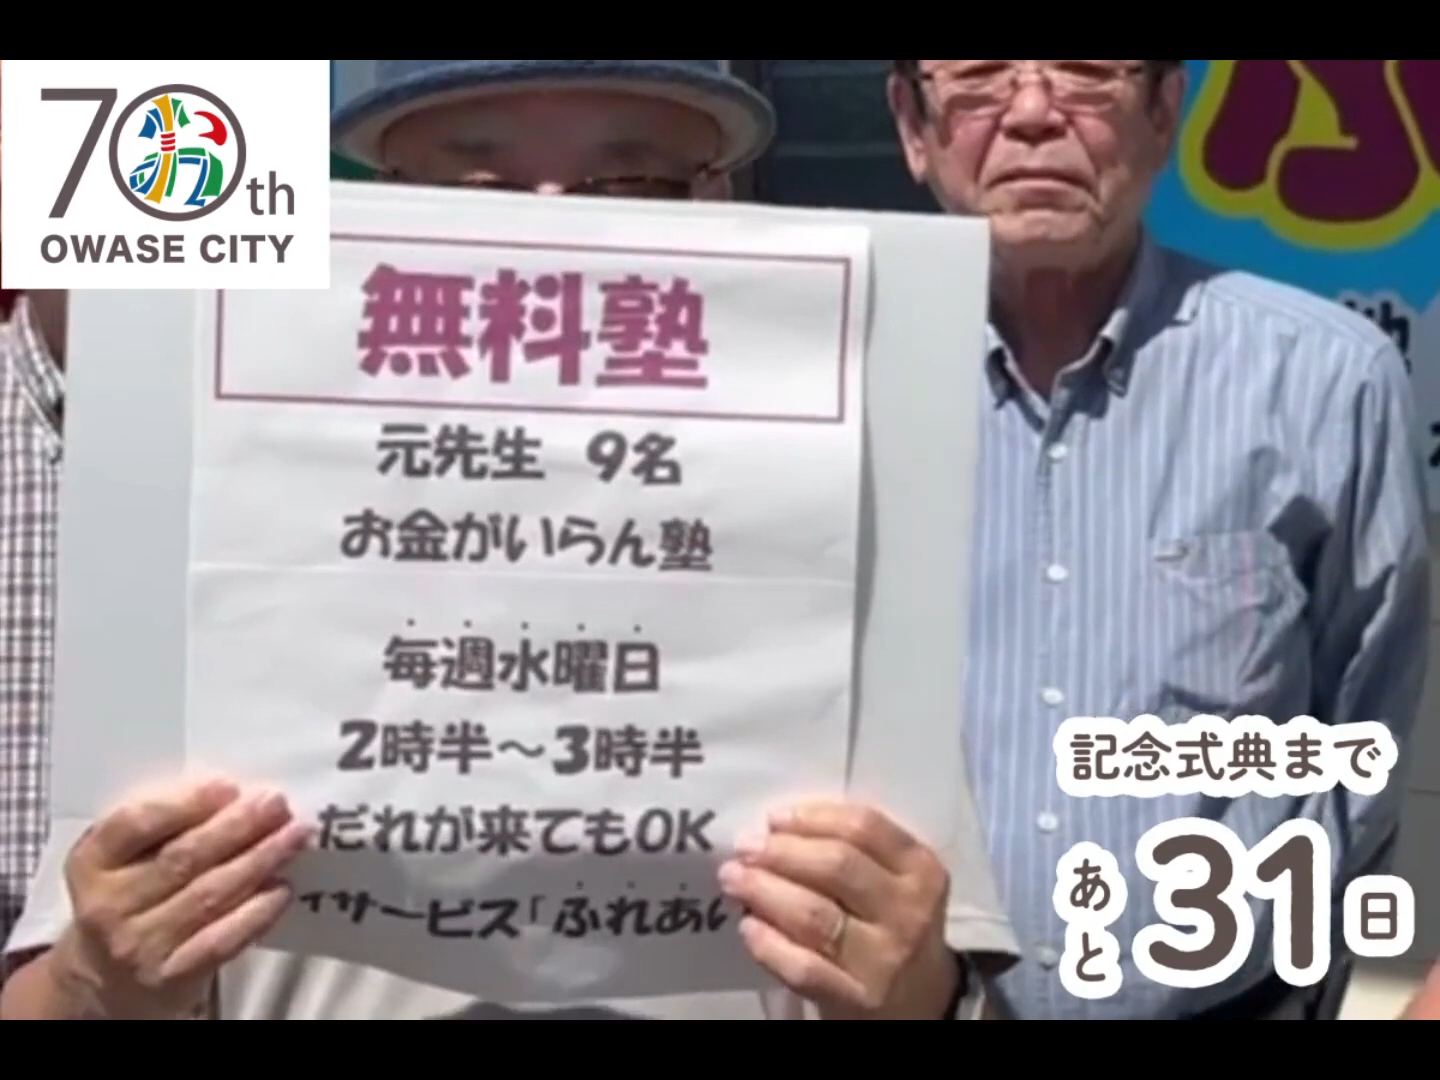 70th
OWASE CITY
無料塾
元先生 9名
お金がいらん塾
毎週水曜日
2時半～3時半
だれが来てもOK
イサービス「ふれあい
記念式典まで
あと31日